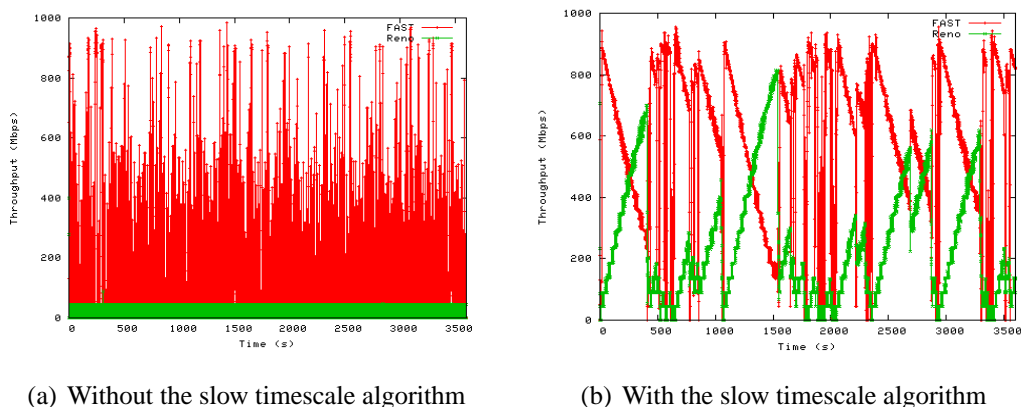 1000
800
600
400
200
0
Throughput (Mbps)
FAST
Reno
0 500 1000 1500 2000 2500 3000 3500
Time (s)
(a) Without the slow timescale algorithm
1000
800
600
400
200
0
Throughput (Mbps)
FAST
Reno
0 500 1000 1500 2000 2500 3000 3500
Time (s)
(b) With the slow timescale algorithm